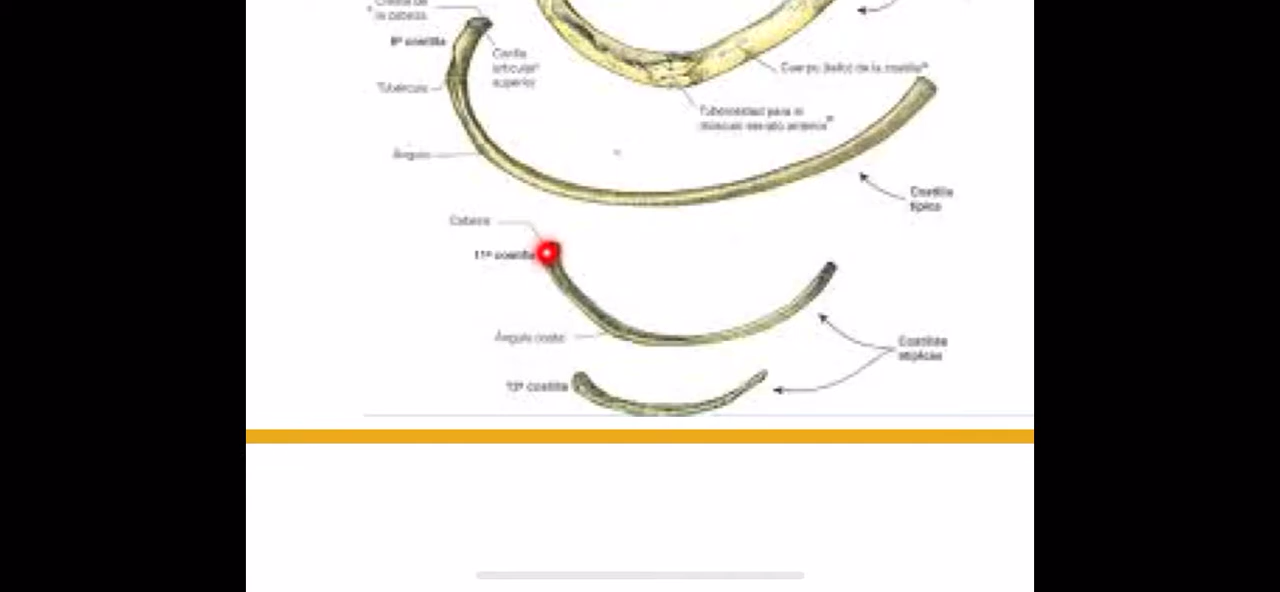 Cresta de
la cabeza
8ª costilla
Carilla
articular
superior
Tubérculo
Cuerpo (tallo) de la costilla
Tuberosidad para el
músculo serrato anterior
Ángulo
Costilla
típica
Cabeza
11ª costilla
Ángulo costal
Costillas
atípicas
12ª costilla